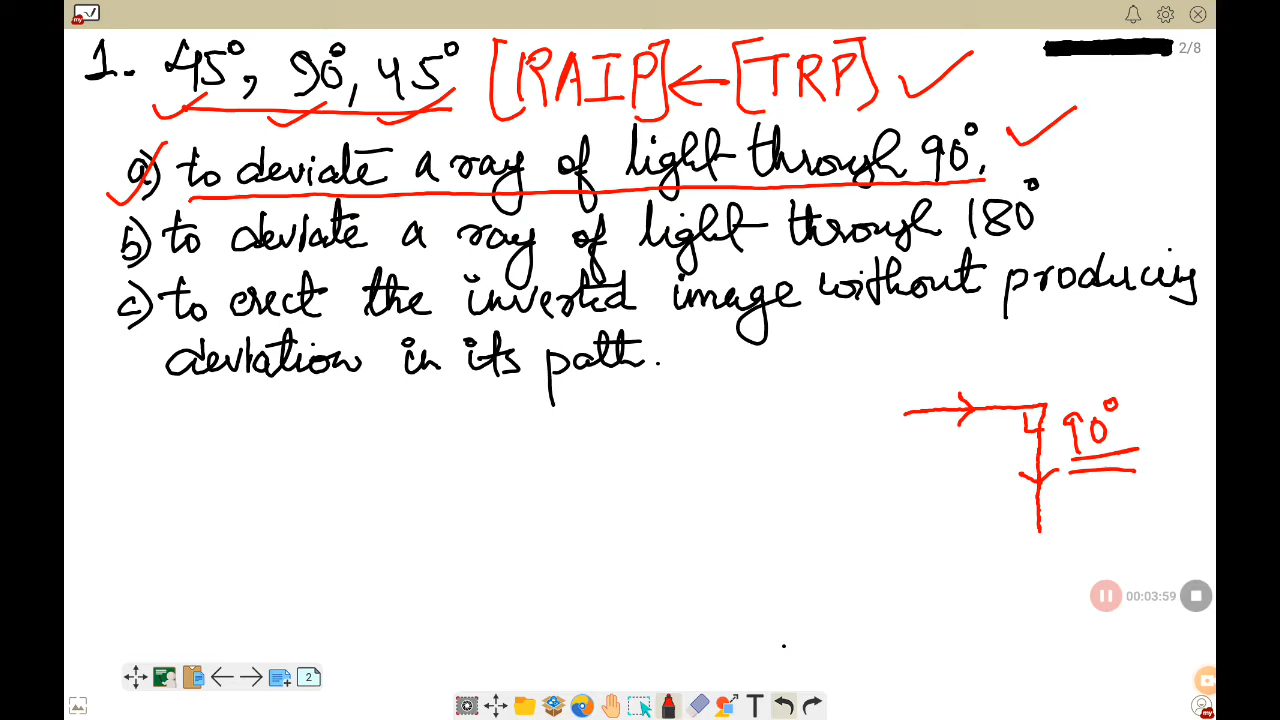 2/8
1. 45°, 90°, 45° [RAIP] ← [TRP] ✓
a) to deviate a ray of light through 90°.
b) to deviate a ray of light through 180°
c) to erect the inverted image without producing
deviation in its path.
90°
00:03:59
2
T